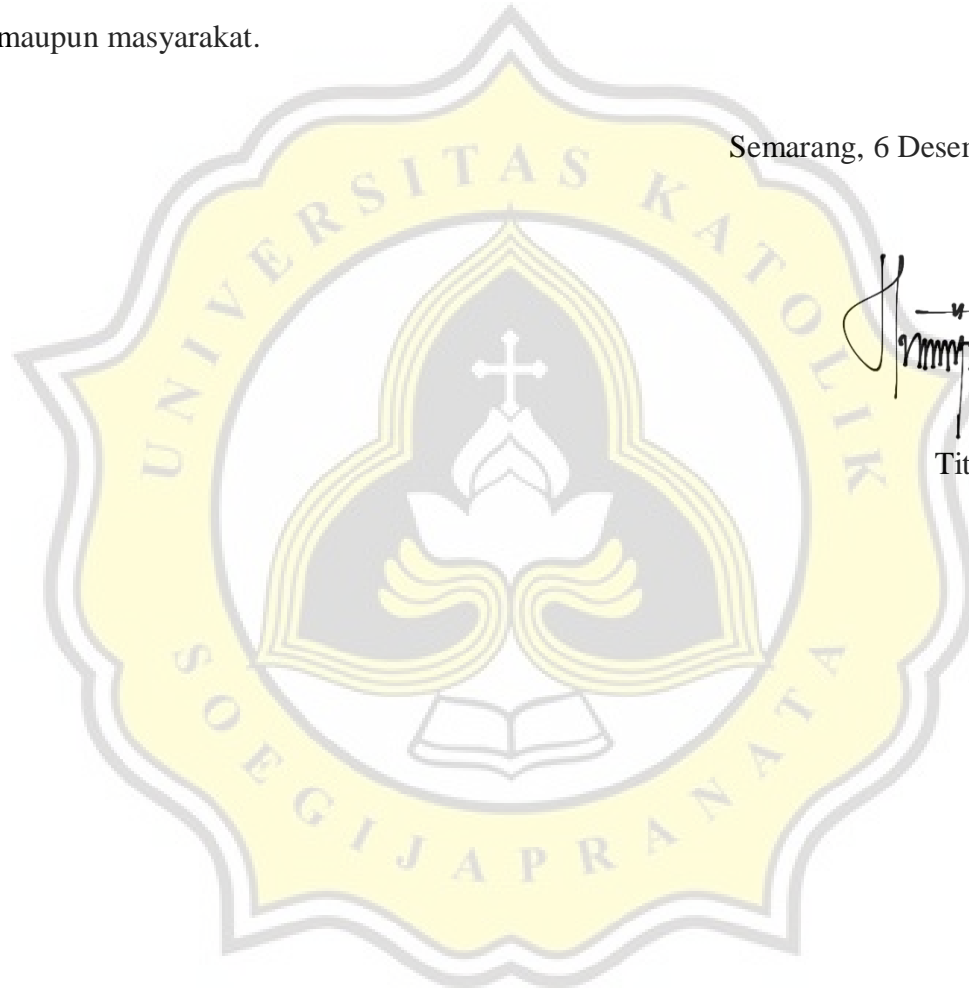 maupun masyarakat.
Semarang, 6 Desem
UNIVERSITAS KATOLIK
SOEGIJAPRANATA
Tit